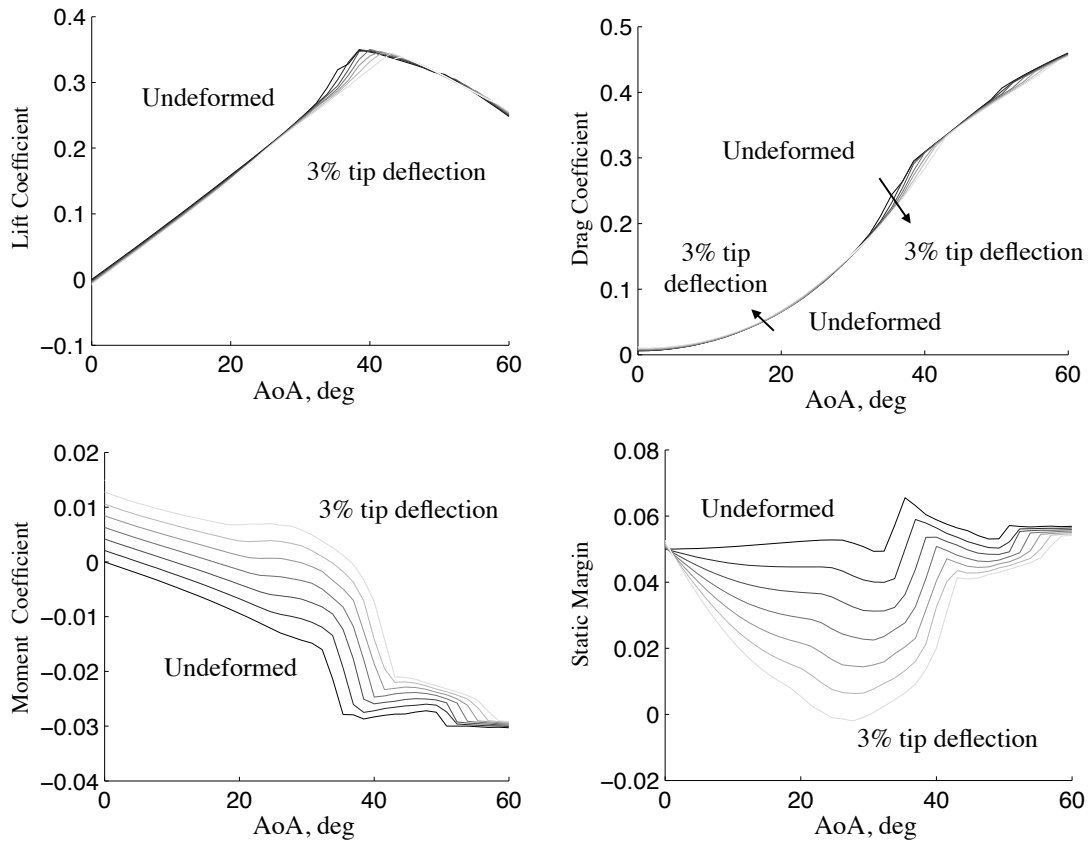 0.4
0.3
0.2
0.1
0
−0.1
Lift Coefficient
Undeformed
3% tip deflection
0
20
40
60
AoA, deg
0.5
0.4
0.3
0.2
0.1
0
Drag Coefficient
Undeformed
3% tip
deflection
3% tip deflection
Undeformed
0
20
40
60
AoA, deg
0.02
0.01
0
−0.01
−0.02
−0.03
−0.04
Moment Coefficient
3% tip deflection
Undeformed
0
20
40
60
AoA, deg
0.08
0.06
0.04
0.02
0
−0.02
Static Margin
Undeformed
3% tip deflection
0
20
40
60
AoA, deg